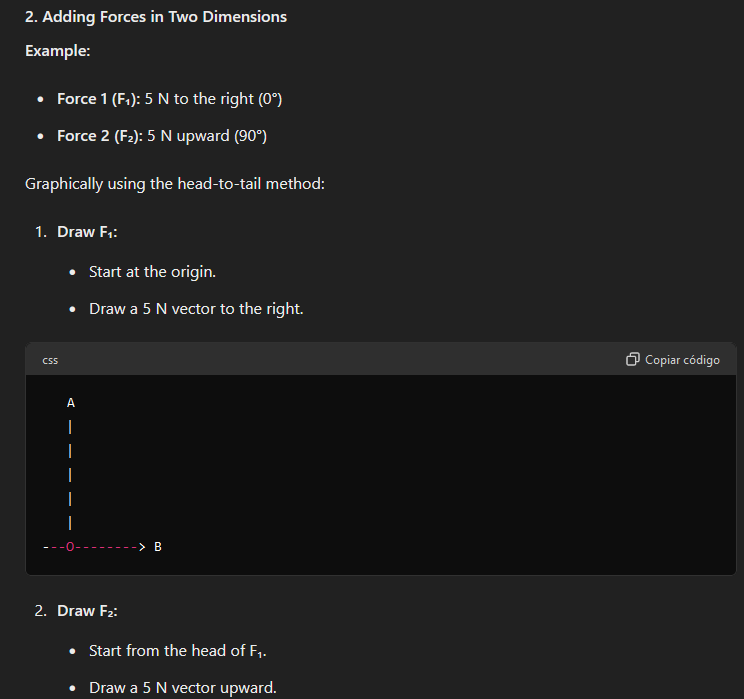 2. Adding Forces in Two Dimensions
Example:
• Force 1 (F₁): 5 N to the right (0°)
• Force 2 (F₂): 5 N upward (90°)
Graphically using the head-to-tail method:
1. Draw F₁:
• Start at the origin.
• Draw a 5 N vector to the right.
css Copiar código
A
|
|
|
|
|
---O--------> B
2. Draw F₂:
• Start from the head of F₁.
• Draw a 5 N vector upward.